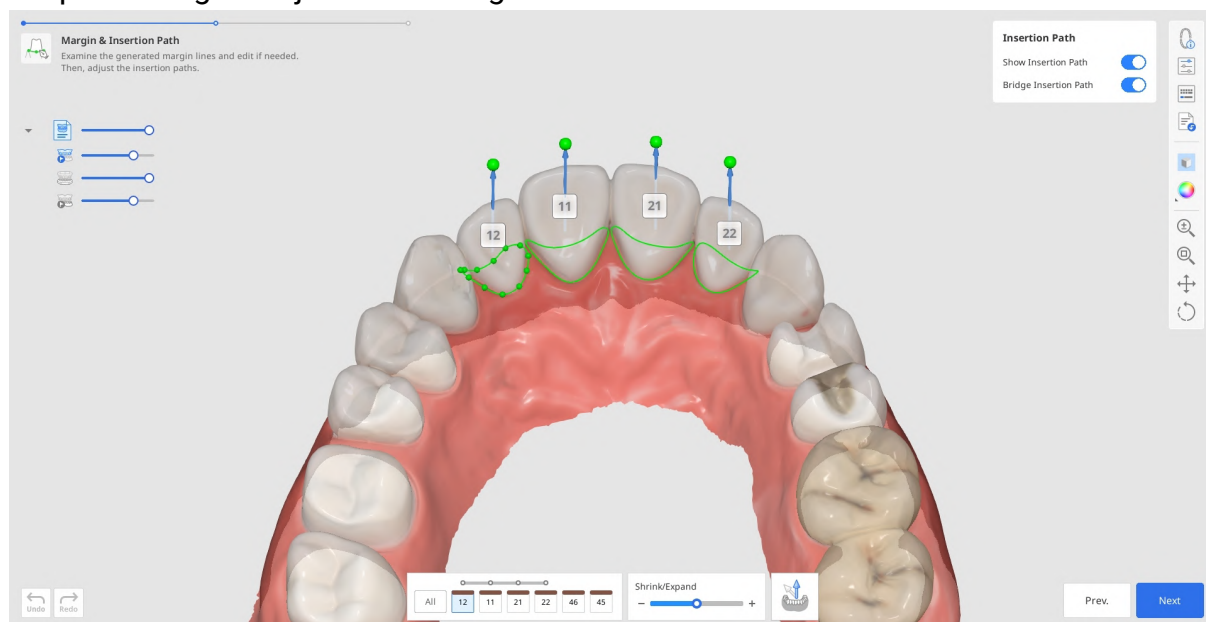 Margin & Insertion Path
Examine the generated margin lines and edit if needed.
Then, adjust the insertion paths.
Insertion Path
Show Insertion Path
Bridge Insertion Path
11
21
12
22
Undo
Redo
All
12
11
21
22
46
45
Shrink/Expand
Prev.
Next